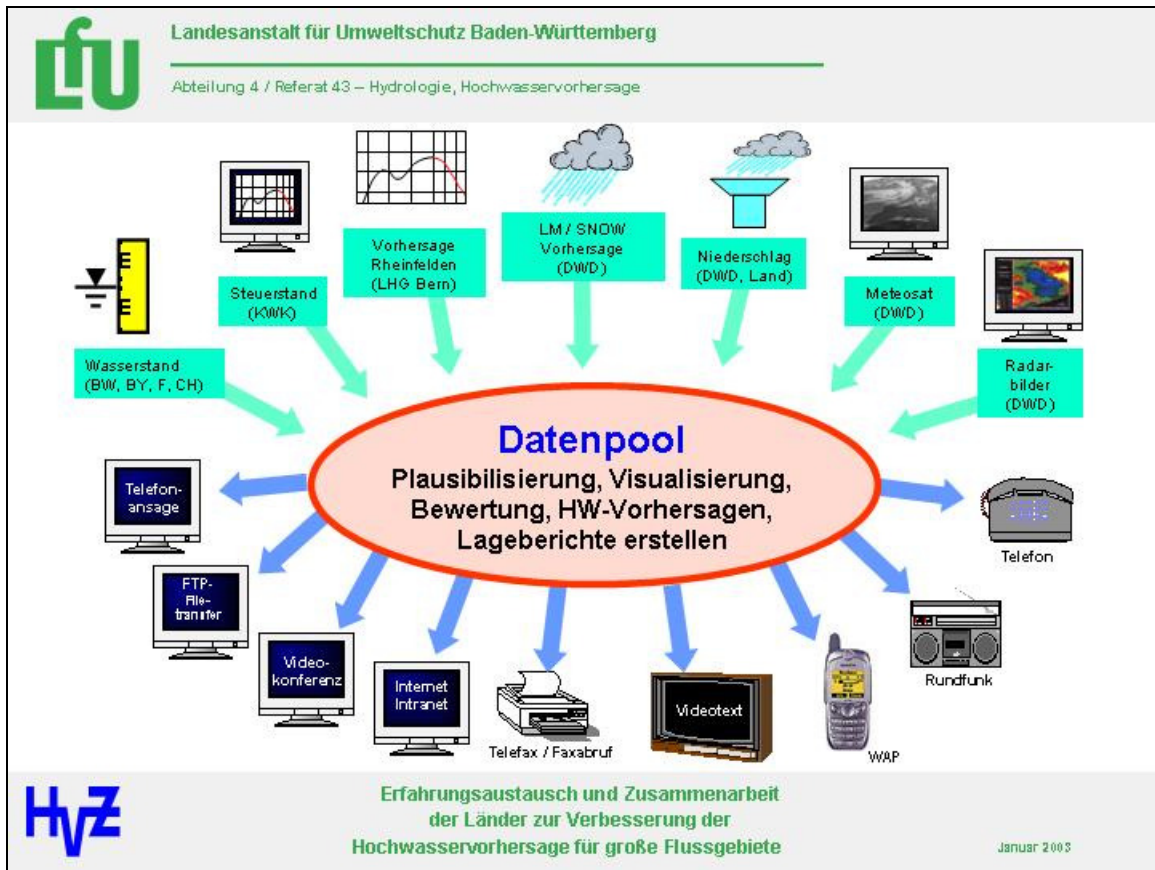 LfU
Landesanstalt für Umweltschutz Baden-Württemberg
Abteilung 4 / Referat 43 – Hydrologie, Hochwasservorhersage
Wasserstand
(BW, BY, F, CH)
Steuerstand
(KWK)
Vorhersage
Rheinfelden
(LHG Bern)
LM / SNOW
Vorhersage
(DWD)
Niederschlag
(DWD, Land)
Meteosat
(DWD)
Radar-
bilder
(DWD)
Datenpool
Plausibilisierung, Visualisierung,
Bewertung, HW-Vorhersagen,
Lageberichte erstellen
Telefon-
ansage
FTP-
File-
transfer
Video-
konferenz
Internet
Intranet
Telefax / Faxabruf
Videotext
WAP
Rundfunk
Telefon
HVZ
Erfahrungsaustausch und Zusammenarbeit
der Länder zur Verbesserung der
Hochwasservorhersage für große Flussgebiete
Januar 2003